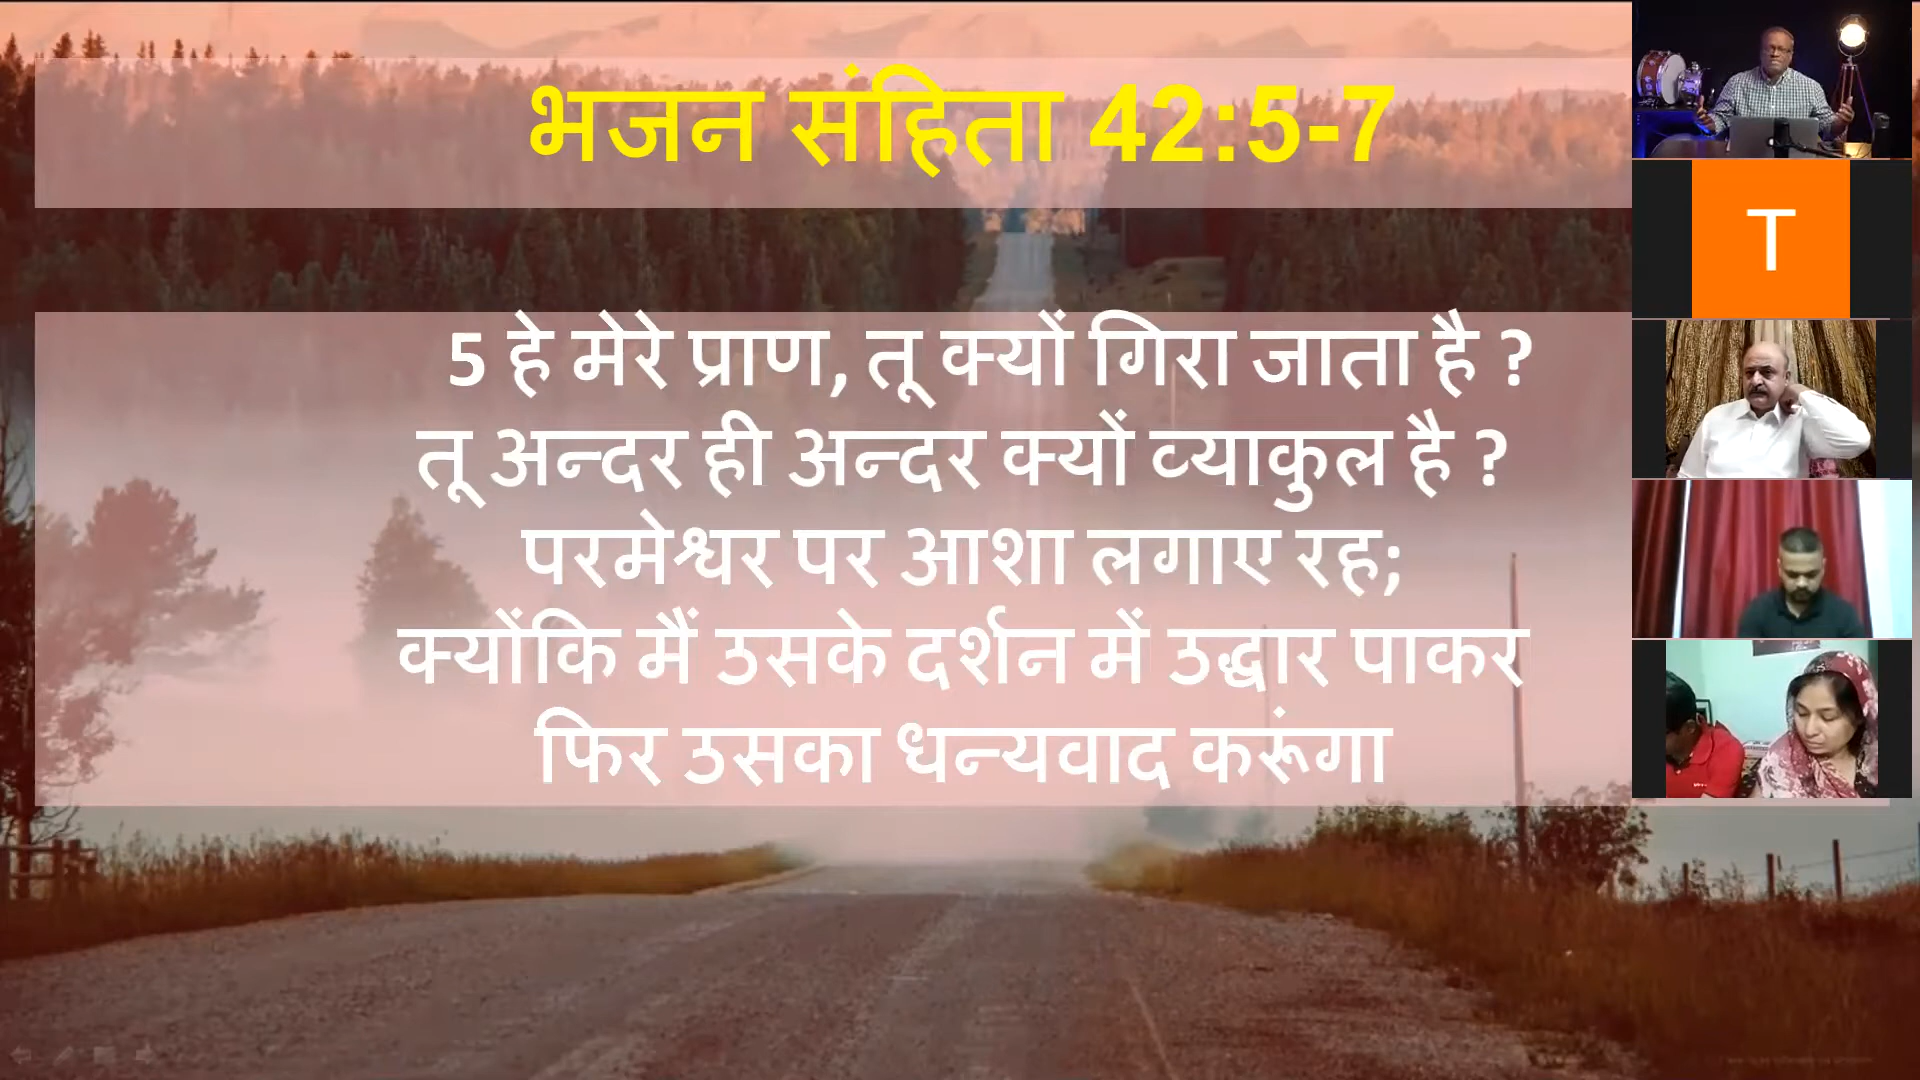 भजन संहिता 42:5-7
5 हे मेरे प्राण, तू क्यों गिरा जाता है ?
तू अन्दर ही अन्दर क्यों व्याकुल है ?
परमेश्वर पर आशा लगाए रह;
क्योंकि मैं उसके दर्शन में उद्धार पाकर
फिर उसका धन्यवाद करूंगा
T